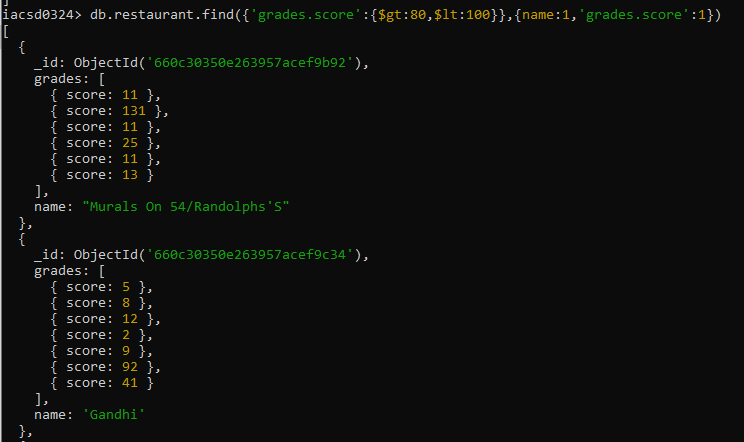 ]
iacsd0324> db.restaurant.find({'grades.score':{$gt:80,$lt:100}},{name:1,'grades.score':1})
[
  {
    _id: ObjectId('660c30350e263957acef9b92'),
    grades: [
      { score: 11 },
      { score: 131 },
      { score: 11 },
      { score: 25 },
      { score: 11 },
      { score: 13 }
    ],
    name: "Murals On 54/Randolphs'S"
  },
  {
    _id: ObjectId('660c30350e263957acef9c34'),
    grades: [
      { score: 5 },
      { score: 8 },
      { score: 12 },
      { score: 2 },
      { score: 9 },
      { score: 92 },
      { score: 41 }
    ],
    name: 'Gandhi'
  },